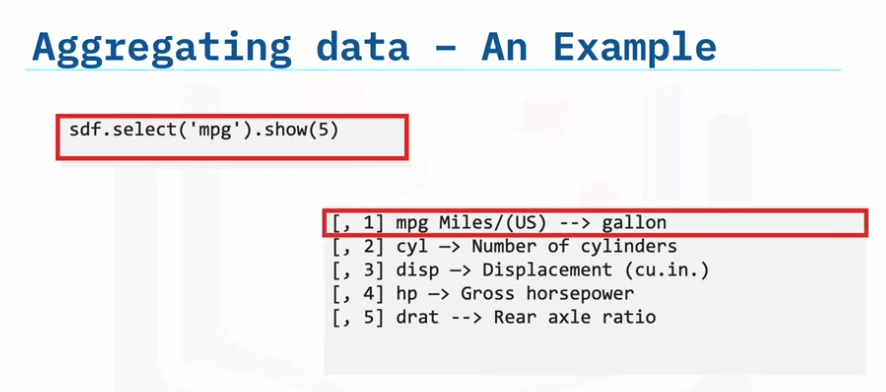 Aggregating data – An Example
sdf.select('mpg').show(5)
[, 1] mpg Miles/(US) --> gallon
[, 2] cyl —> Number of cylinders
[, 3] disp —> Displacement (cu.in.)
[, 4] hp —> Gross horsepower
[, 5] drat --> Rear axle ratio